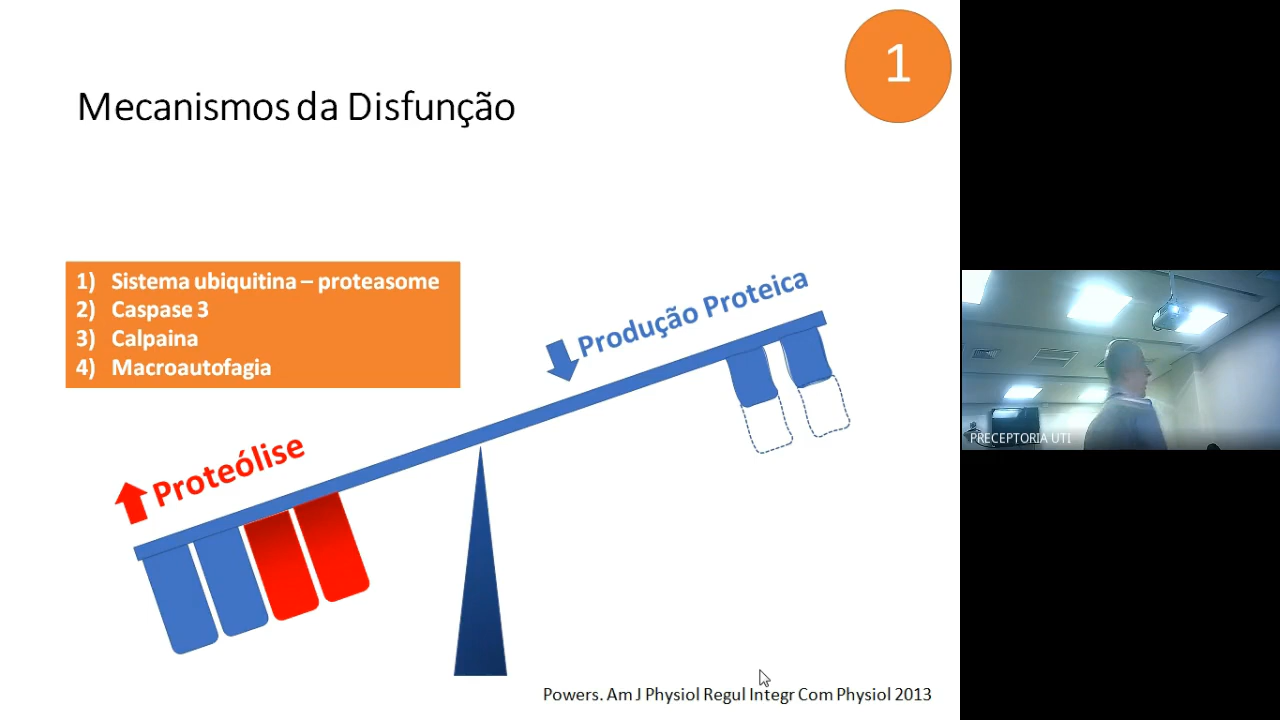 1
Mecanismos da Disfunção
1) Sistema ubiquitina – proteasome
2) Caspase 3
3) Calpaina
4) Macroautofagia
Produção Proteica
Proteólise
PRECEPTORIA UTI
Powers. Am J Physiol Regul Integr Com Physiol 2013